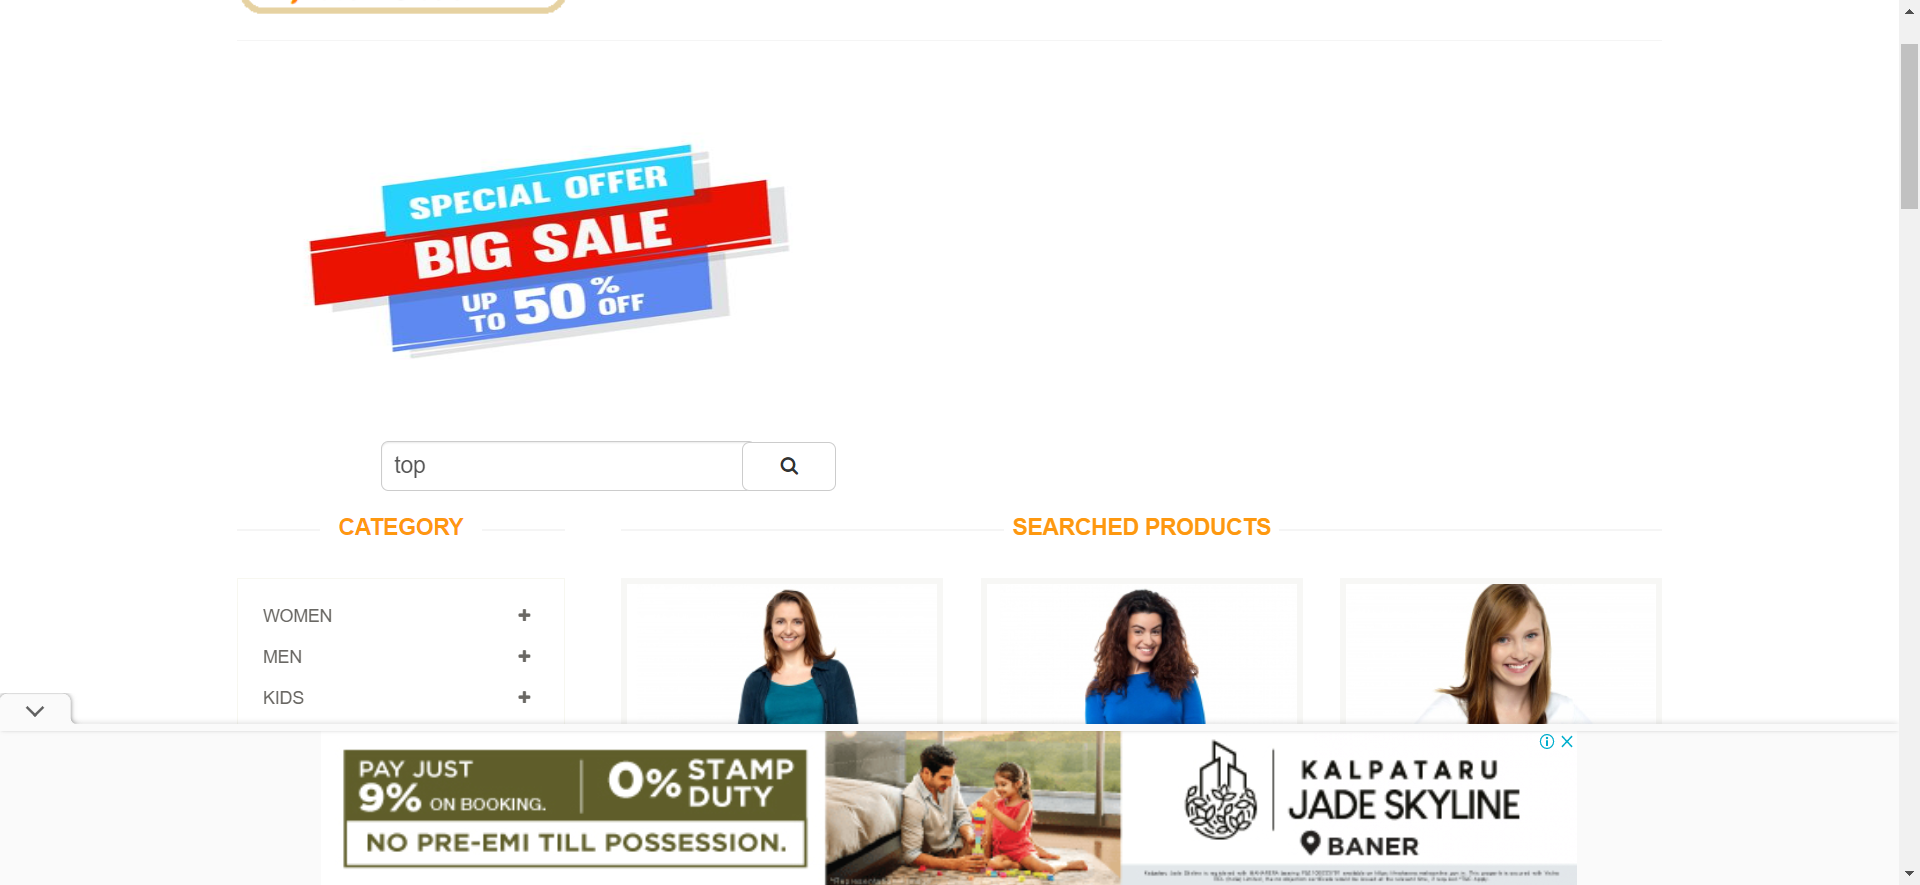 SPECIAL OFFER
BIG SALE
UP TO 50% OFF
top
CATEGORY
SEARCHED PRODUCTS
WOMEN
MEN
KIDS
PAY JUST
9% ON BOOKING.
0% STAMP DUTY
NO PRE-EMI TILL POSSESSION.
KALPATARU
JADE SKYLINE
BANER